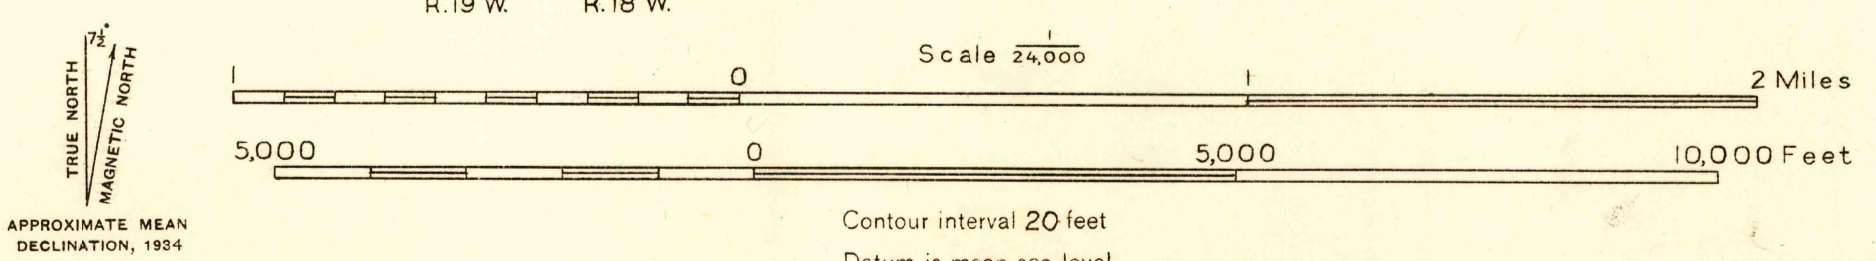 R.19 W. R.18 W.
7½°
TRUE NORTH
MAGNETIC NORTH
APPROXIMATE MEAN
DECLINATION, 1934
Scale 1/24,000
1 0 1 2 Miles
5,000 0 5,000 10,000 Feet
Contour interval 20 feet
Datum is mean sea level